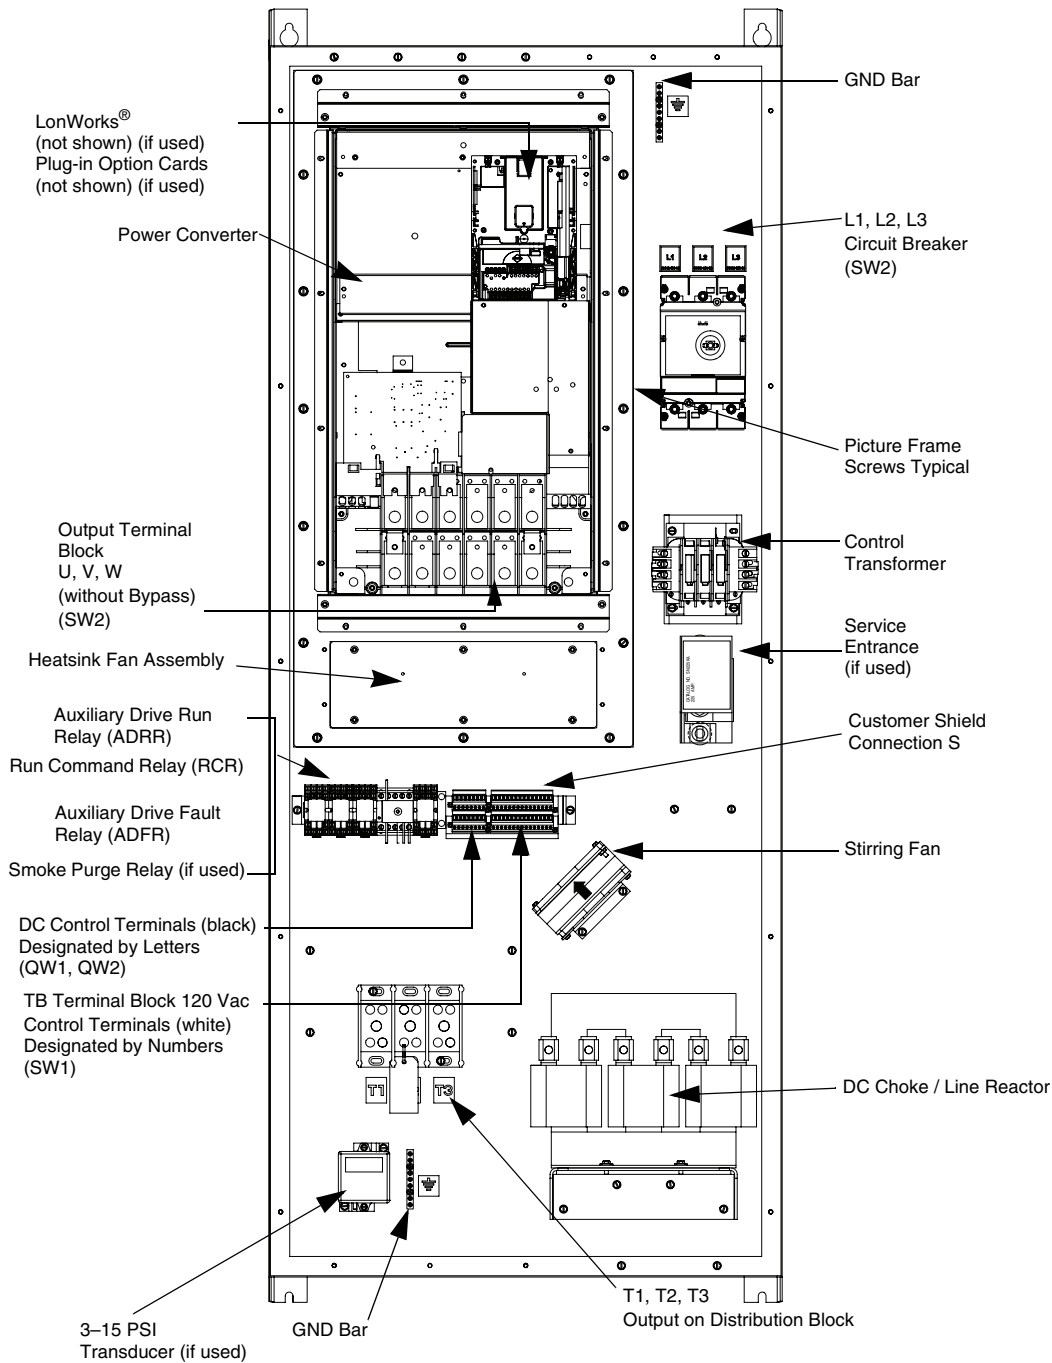 GND Bar
LonWorks®
(not shown) (if used)
Plug-in Option Cards
(not shown) (if used)
Power Converter
L1, L2, L3
Circuit Breaker
(SW2)
L1 L2 L3
Picture Frame
Screws Typical
Output Terminal
Block
U, V, W
(without Bypass)
(SW2)
Control
Transformer
Service
Entrance
(if used)
Heatsink Fan Assembly
Auxiliary Drive Run
Relay (ADRR)
Run Command Relay (RCR)
Auxiliary Drive Fault
Relay (ADFR)
Smoke Purge Relay (if used)
Customer Shield
Connection S
Stirring Fan
DC Control Terminals (black)
Designated by Letters
(QW1, QW2)
TB Terminal Block 120 Vac
Control Terminals (white)
Designated by Numbers
(SW1)
T1 T3
DC Choke / Line Reactor
T1, T2, T3
Output on Distribution Block
GND Bar
3–15 PSI
Transducer (if used)